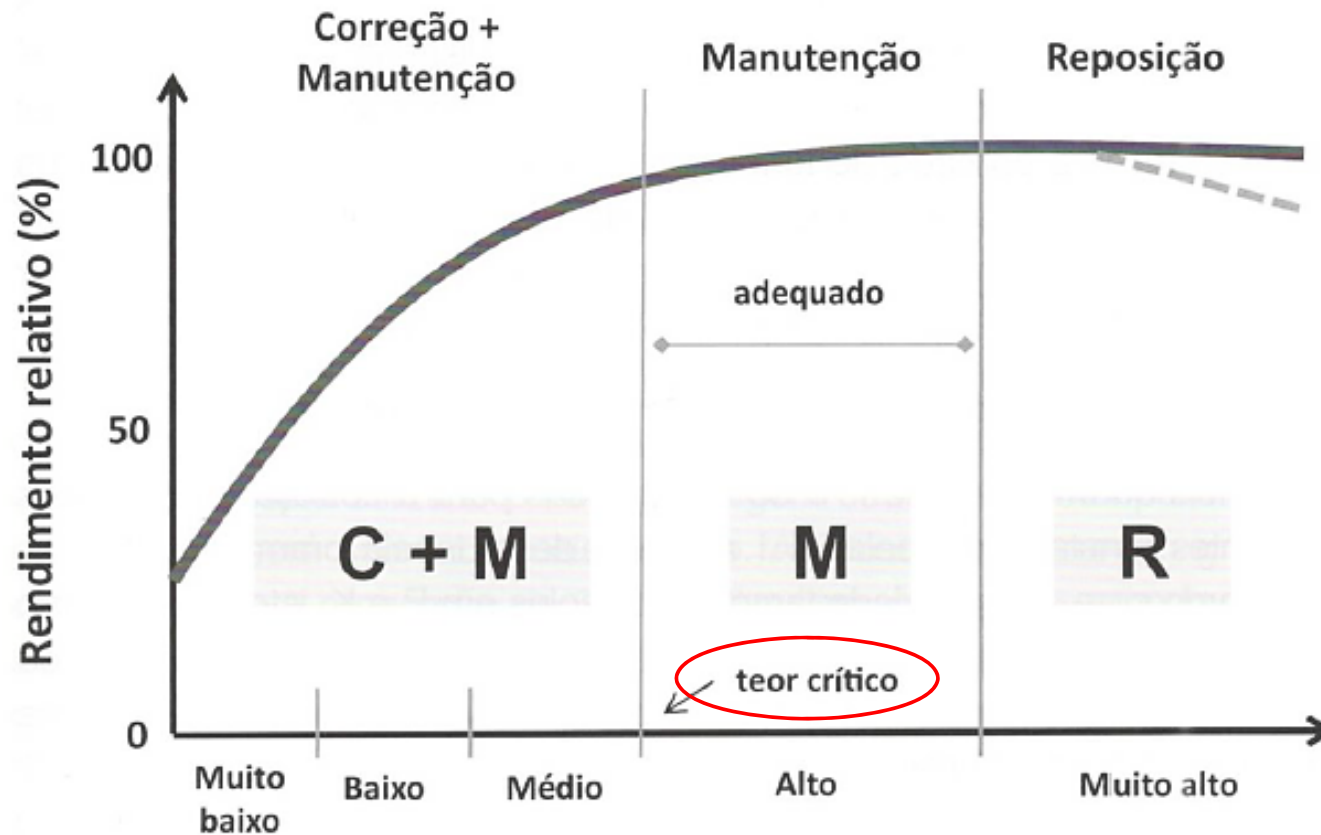 Correção +
Manutenção
Manutenção
Reposição
Rendimento relativo (%)
100
50
0
adequado
C + M
M
R
teor crítico
Muito
baixo
Baixo
Médio
Alto
Muito alto